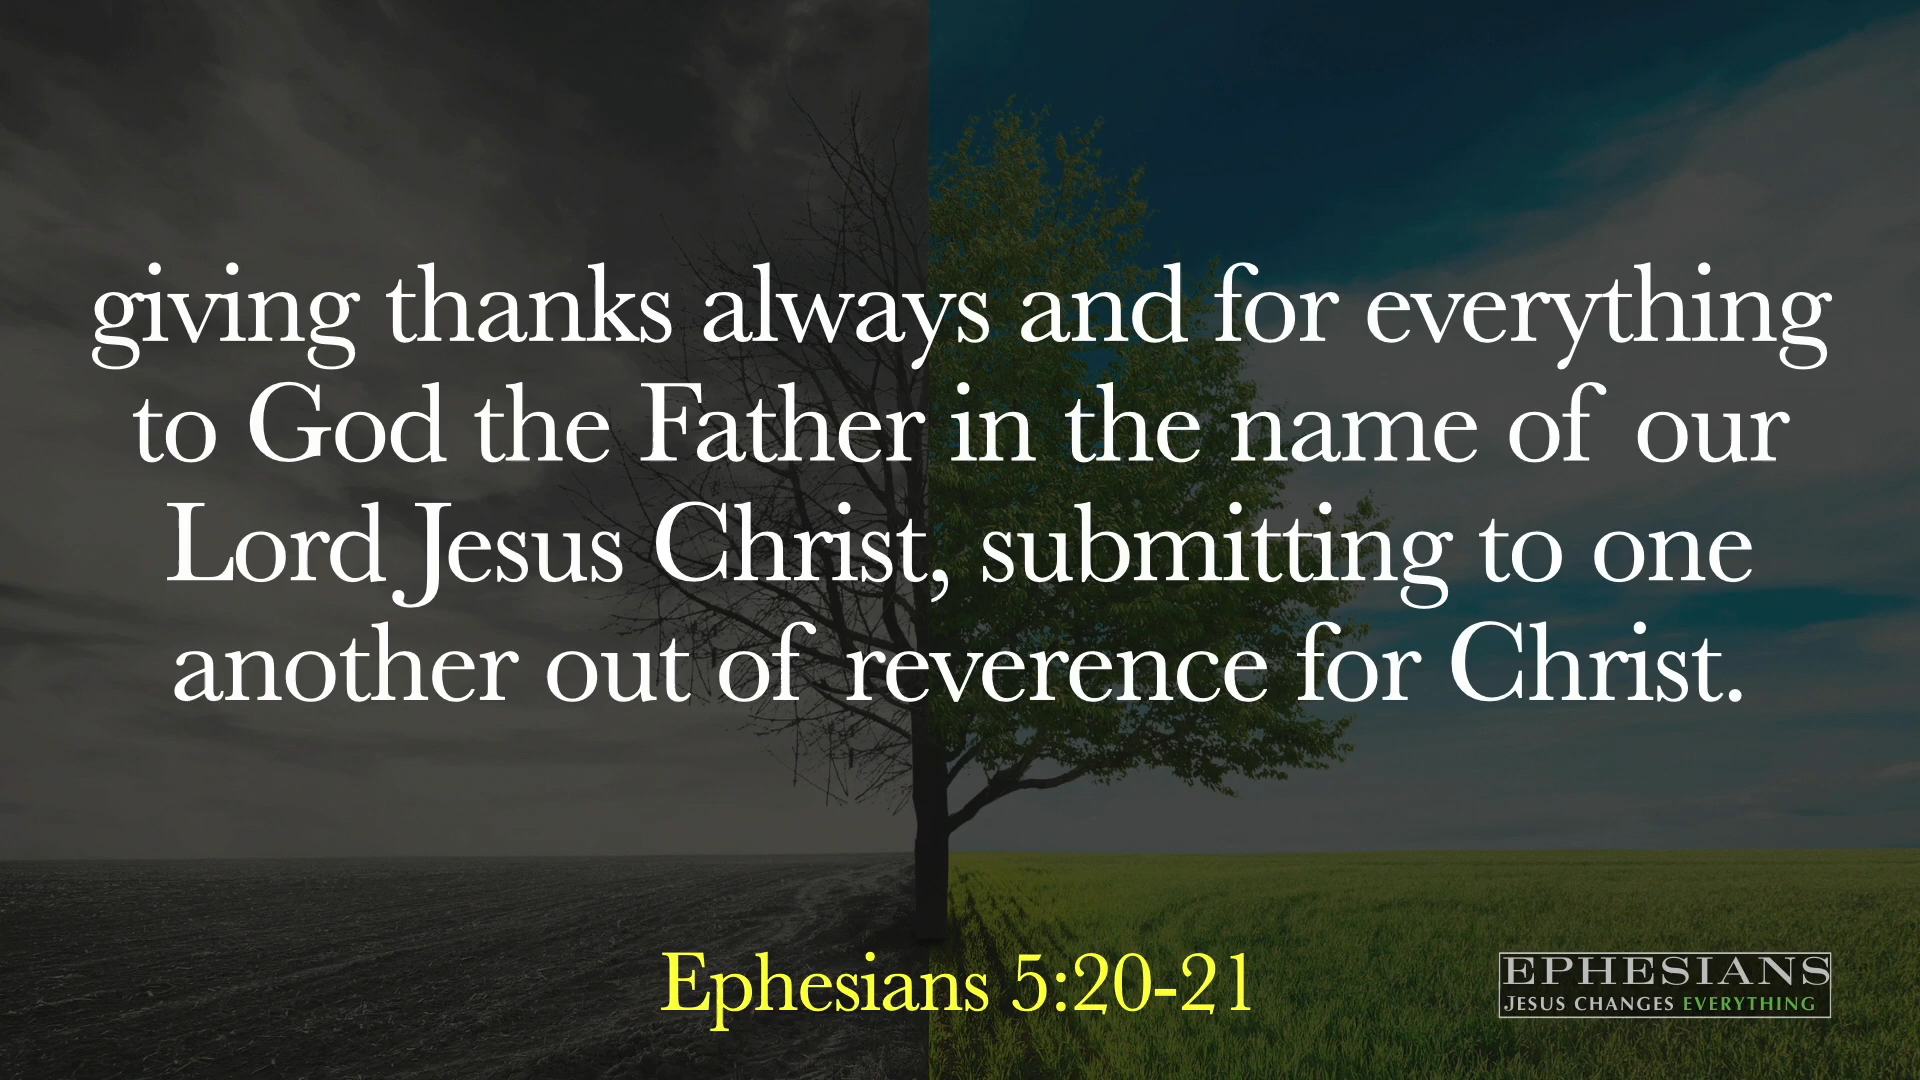 giving thanks always and for everything
to God the Father in the name of our
Lord Jesus Christ, submitting to one
another out of reverence for Christ.
Ephesians 5:20-21
EPHESIANS
JESUS CHANGES EVERYTHING